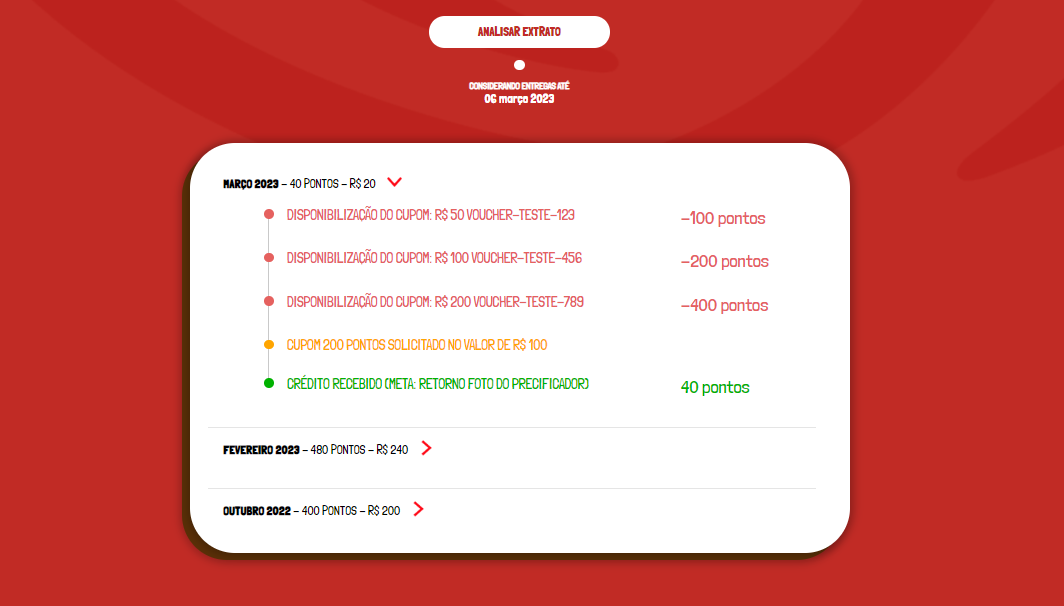 ANALISAR EXTRATO
CONSIDERANDO ENTREGAS ATÉ
06 março 2023
MARÇO 2023 – 40 PONTOS – R$ 20
DISPONIBILIZAÇÃO DO CUPOM: R$ 50 VOUCHER-TESTE-123 -100 pontos
DISPONIBILIZAÇÃO DO CUPOM: R$ 100 VOUCHER-TESTE-456 -200 pontos
DISPONIBILIZAÇÃO DO CUPOM: R$ 200 VOUCHER-TESTE-789 -400 pontos
CUPOM 200 PONTOS SOLICITADO NO VALOR DE R$ 100
CRÉDITO RECEBIDO (META: RETORNO FOTO DO PRECIFICADOR) 40 pontos
FEVEREIRO 2023 – 480 PONTOS – R$ 240
OUTUBRO 2022 – 400 PONTOS – R$ 200